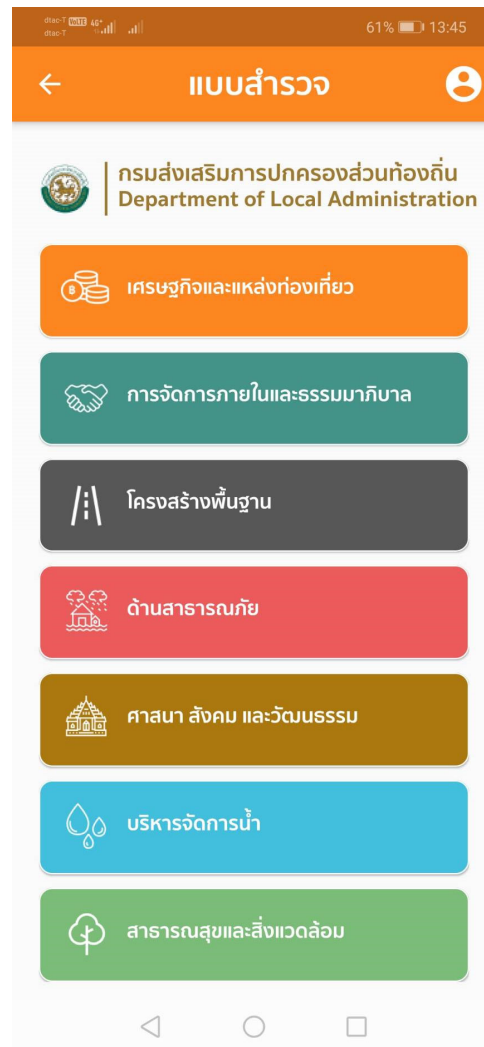 dtac-T VoLTE 4G+
dtac-T
61% 13:45
แบบสำรวจ
กรมส่งเสริมการปกครองส่วนท้องถิ่น
Department of Local Administration
เศรษฐกิจและแหล่งท่องเที่ยว
การจัดการภายในและธรรมมาภิบาล
โครงสร้างพื้นฐาน
ด้านสาธารณภัย
ศาสนา สังคม และวัฒนธรรม
บริหารจัดการน้ำ
สาธารณสุขและสิ่งแวดล้อม